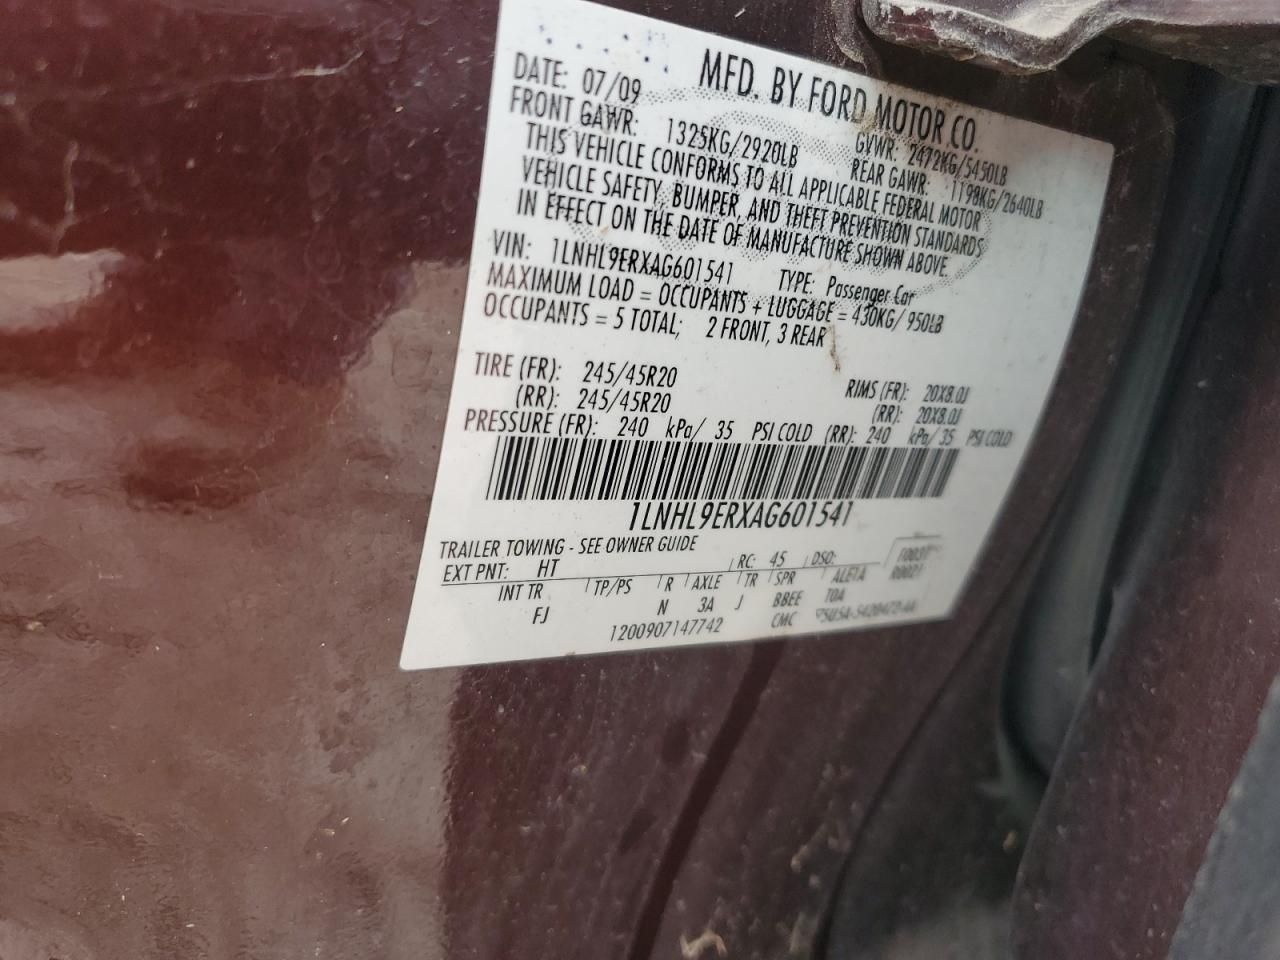 MFD. BY FORD MOTOR CO.
DATE: 07/09 GVWR: 2472KG/5450LB
FRONT GAWR: 1325KG/2920LB REAR GAWR: 1198KG/2640LB
THIS VEHICLE CONFORMS TO ALL APPLICABLE FEDERAL MOTOR
VEHICLE SAFETY, BUMPER, AND THEFT PREVENTION STANDARDS
IN EFFECT ON THE DATE OF MANUFACTURE SHOWN ABOVE.
VIN: 1LNHL9ERXAG601541 TYPE: Passenger Car
MAXIMUM LOAD = OCCUPANTS + LUGGAGE = 430KG/ 950LB
OCCUPANTS = 5 TOTAL; 2 FRONT, 3 REAR
TIRE (FR): 245/45R20 RIMS (FR): 20X8.0J
(RR): 245/45R20 (RR): 20X8.0J
PRESSURE (FR): 240 kPa/ 35 PSI COLD (RR): 240 kPa/ 35 PSI COLD
1LNHL9ERXAG601541
TRAILER TOWING - SEE OWNER GUIDE
EXT PNT: HT RC: 45 DSO:
INT TR TP/PS R AXLE TR SPR
FJ N 3A J BBEE
1200907147742 CMC